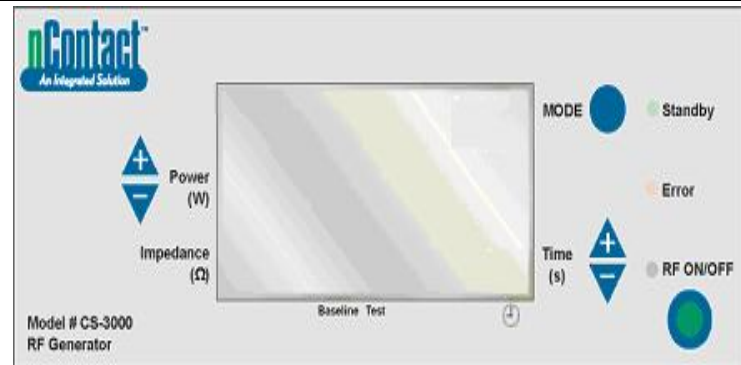 nContact™
An Integrated Solution
MODE
Standby
+
Power
(W)
−
Error
Impedance
(Ω)
Time
(s)
+
−
RF ON/OFF
Baseline Test
Model # CS-3000
RF Generator